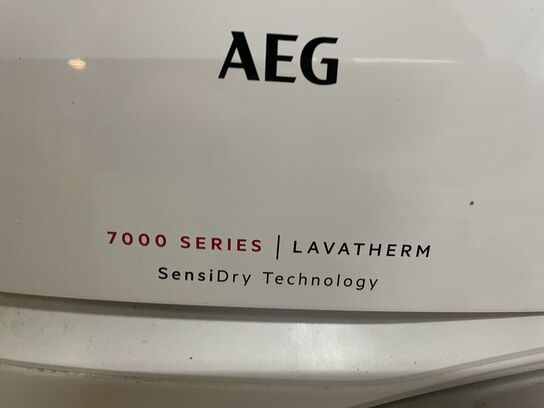 AEG
7000 SERIES | LAVATHERM
SensiDry Technology